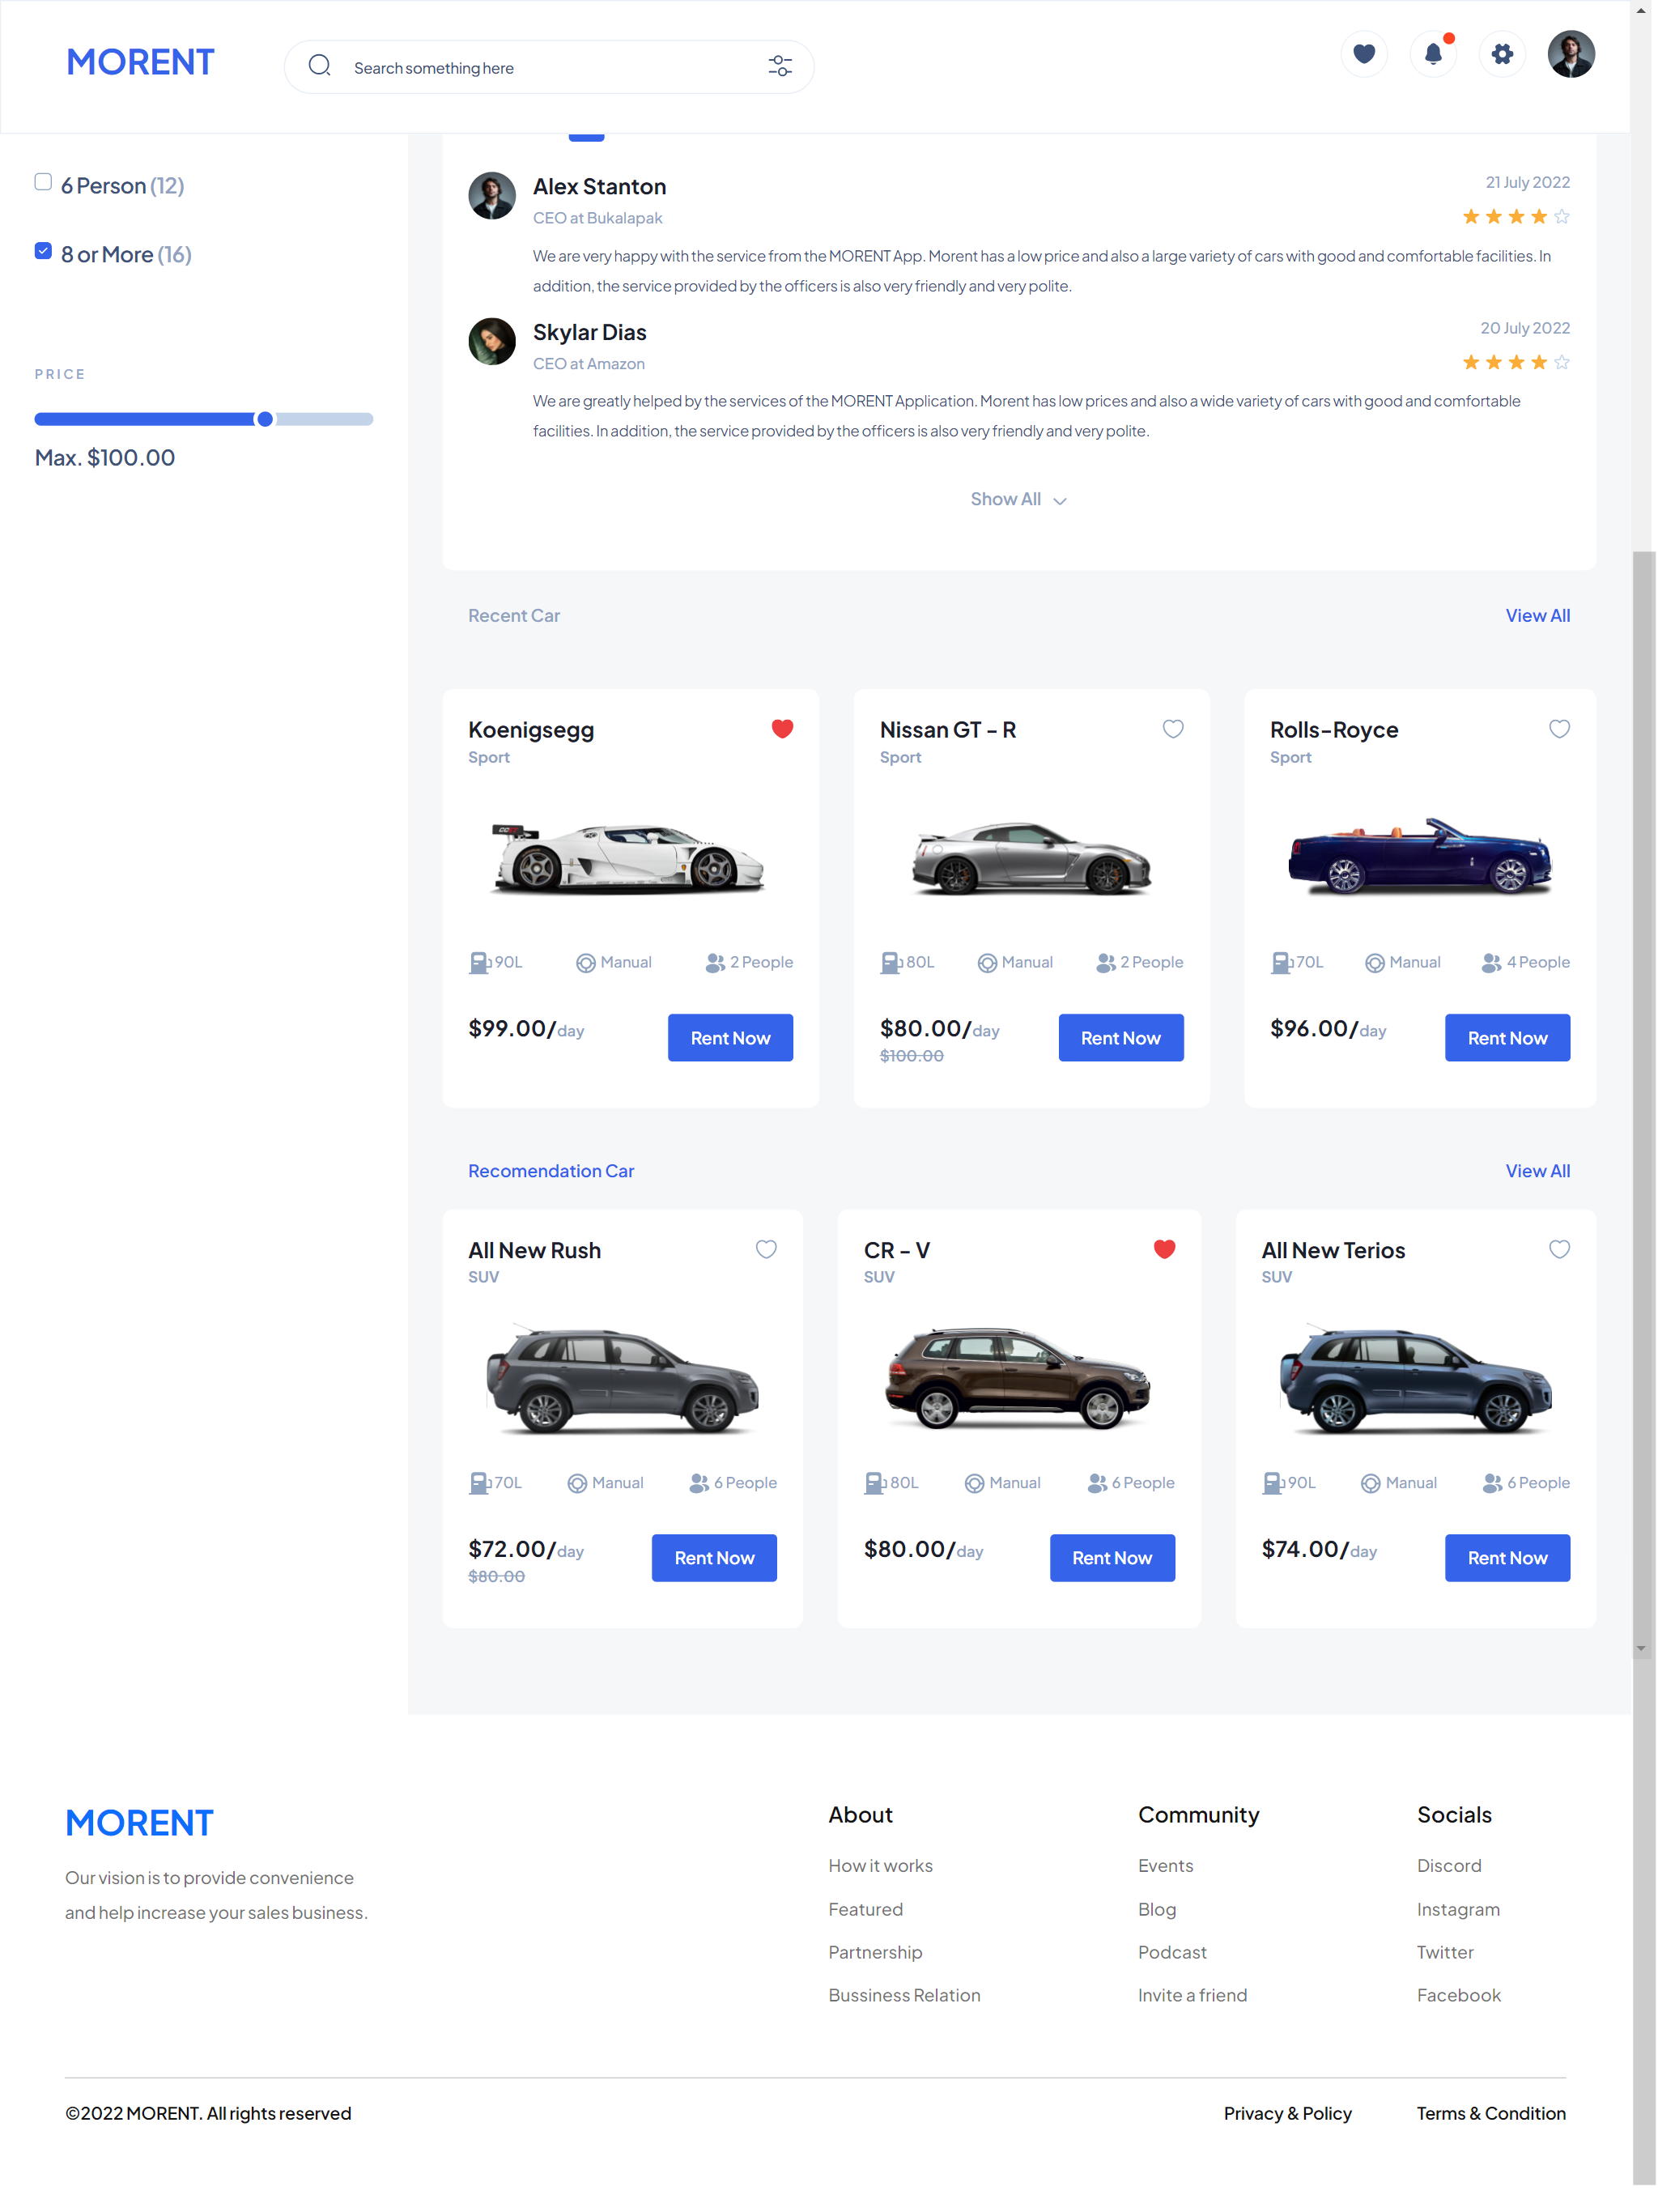 MORENT
Search something here
6 Person (12)
8 or More (16)
PRICE
Max. $100.00
Alex Stanton
21 July 2022
CEO at Bukalapak
We are very happy with the service from the MORENT App. Morent has a low price and also a large variety of cars with good and comfortable facilities. In
addition, the service provided by the officers is also very friendly and very polite.
Skylar Dias
20 July 2022
CEO at Amazon
We are greatly helped by the services of the MORENT Application. Morent has low prices and also a wide variety of cars with good and comfortable
facilities. In addition, the service provided by the officers is also very friendly and very polite.
Show All
Recent Car
View All
Koenigsegg
Sport
90L
Manual
2 People
$99.00/day
Rent Now
Nissan GT - R
Sport
80L
Manual
2 People
$80.00/day
$100.00
Rent Now
Rolls-Royce
Sport
70L
Manual
4 People
$96.00/day
Rent Now
Recomendation Car
View All
All New Rush
SUV
70L
Manual
6 People
$72.00/day
$80.00
Rent Now
CR - V
SUV
80L
Manual
6 People
$80.00/day
Rent Now
All New Terios
SUV
90L
Manual
6 People
$74.00/day
Rent Now
MORENT
Our vision is to provide convenience
and help increase your sales business.
About
How it works
Featured
Partnership
Bussiness Relation
Community
Events
Blog
Podcast
Invite a friend
Socials
Discord
Instagram
Twitter
Facebook
©2022 MORENT. All rights reserved
Privacy & Policy
Terms & Condition